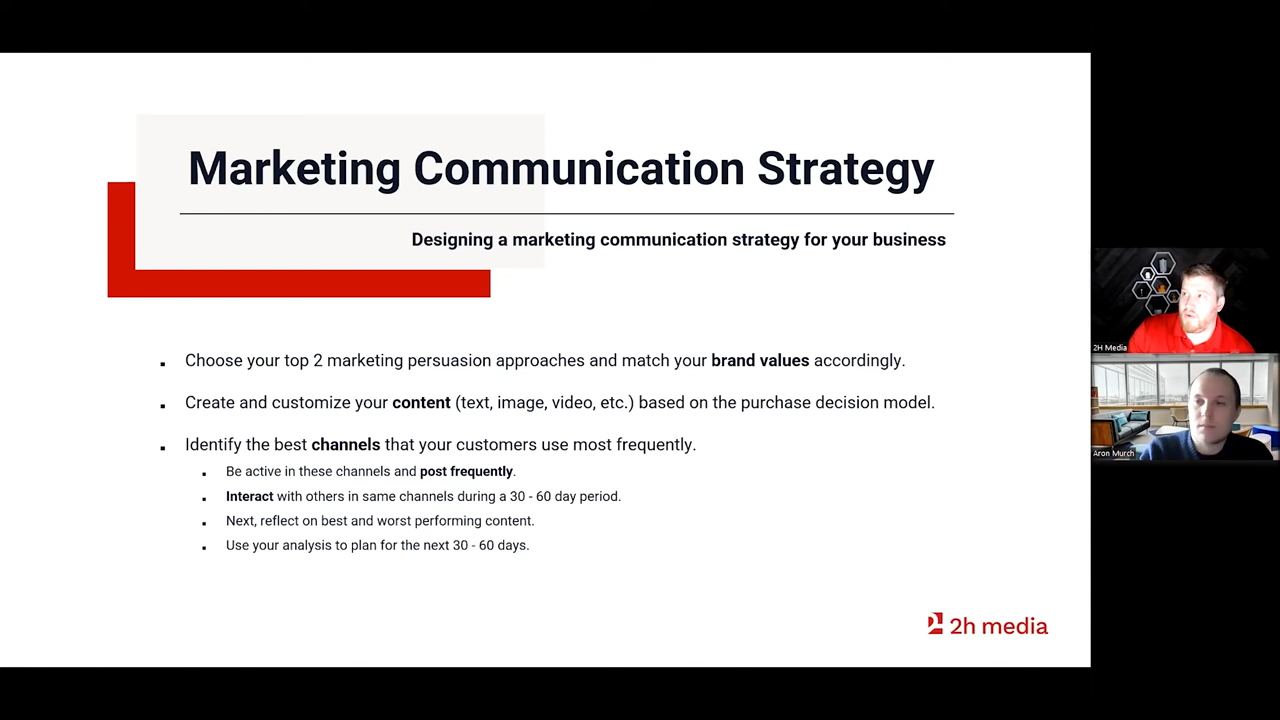 Marketing Communication Strategy
Designing a marketing communication strategy for your business
▪ Choose your top 2 marketing persuasion approaches and match your brand values accordingly.
▪ Create and customize your content (text, image, video, etc.) based on the purchase decision model.
▪ Identify the best channels that your customers use most frequently.
▪ Be active in these channels and post frequently.
▪ Interact with others in same channels during a 30 - 60 day period.
▪ Next, reflect on best and worst performing content.
▪ Use your analysis to plan for the next 30 - 60 days.
2h media
2H Media
Aron Murch